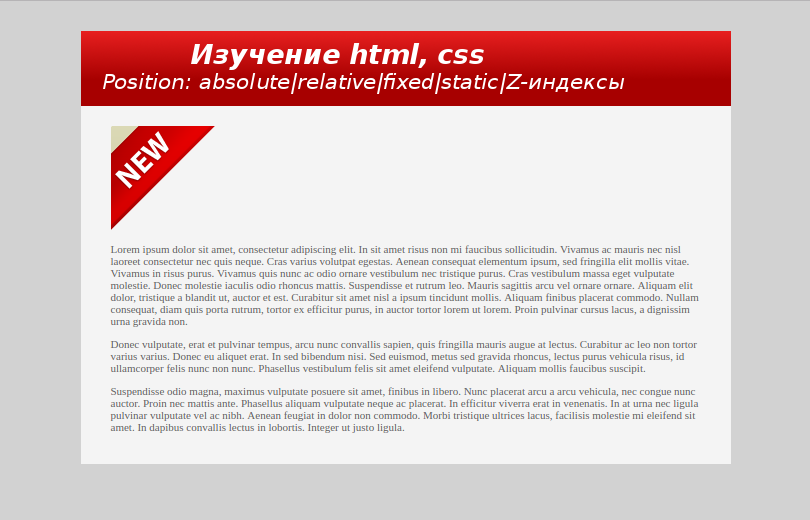 Изучение html, css
Position: absolute|relative|fixed|static|Z-индексы
NEW
Lorem ipsum dolor sit amet, consectetur adipiscing elit. In sit amet risus non mi faucibus sollicitudin. Vivamus ac mauris nec nisl
laoreet consectetur nec quis neque. Cras varius volutpat egestas. Aenean consequat elementum ipsum, sed fringilla elit mollis vitae.
Vivamus in risus purus. Vivamus quis nunc ac odio ornare vestibulum nec tristique purus. Cras vestibulum massa eget vulputate
molestie. Donec molestie iaculis odio rhoncus mattis. Suspendisse et rutrum leo. Mauris sagittis arcu vel ornare ornare. Aliquam elit
dolor, tristique a blandit ut, auctor et est. Curabitur sit amet nisl a ipsum tincidunt mollis. Aliquam finibus placerat commodo. Nullam
consequat, diam quis porta rutrum, tortor ex efficitur purus, in auctor tortor lorem ut lorem. Proin pulvinar cursus lacus, a dignissim
urna gravida non.
Donec vulputate, erat et pulvinar tempus, arcu nunc convallis sapien, quis fringilla mauris augue at lectus. Curabitur ac leo non tortor
varius varius. Donec eu aliquet erat. In sed bibendum nisi. Sed euismod, metus sed gravida rhoncus, lectus purus vehicula risus, id
ullamcorper felis nunc non nunc. Phasellus vestibulum felis sit amet eleifend vulputate. Aliquam mollis faucibus suscipit.
Suspendisse odio magna, maximus vulputate posuere sit amet, finibus in libero. Nunc placerat arcu a arcu vehicula, nec congue nunc
auctor. Proin nec mattis ante. Phasellus aliquam vulputate neque ac placerat. In efficitur viverra erat in venenatis. In at urna nec ligula
pulvinar vulputate vel ac nibh. Aenean feugiat in dolor non commodo. Morbi tristique ultrices lacus, facilisis molestie mi eleifend sit
amet. In dapibus convallis lectus in lobortis. Integer ut justo ligula.